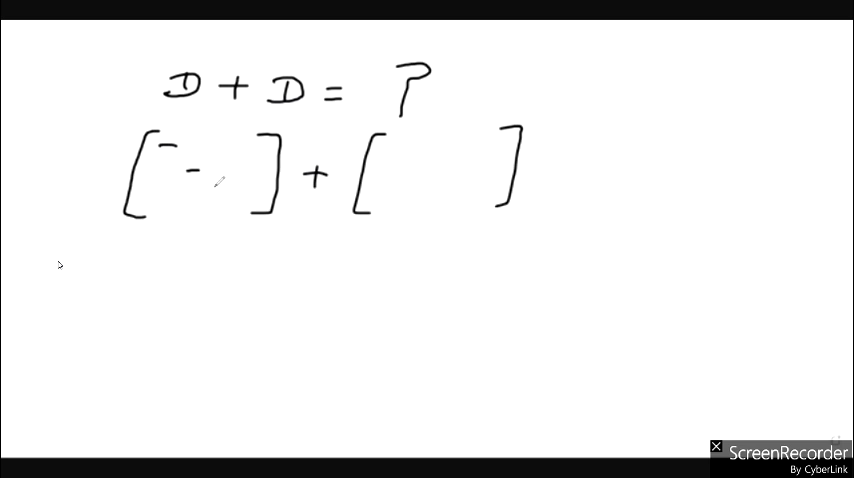 D + D = ?
[ - - ] + [ ]
ScreenRecorder
By CyberLink